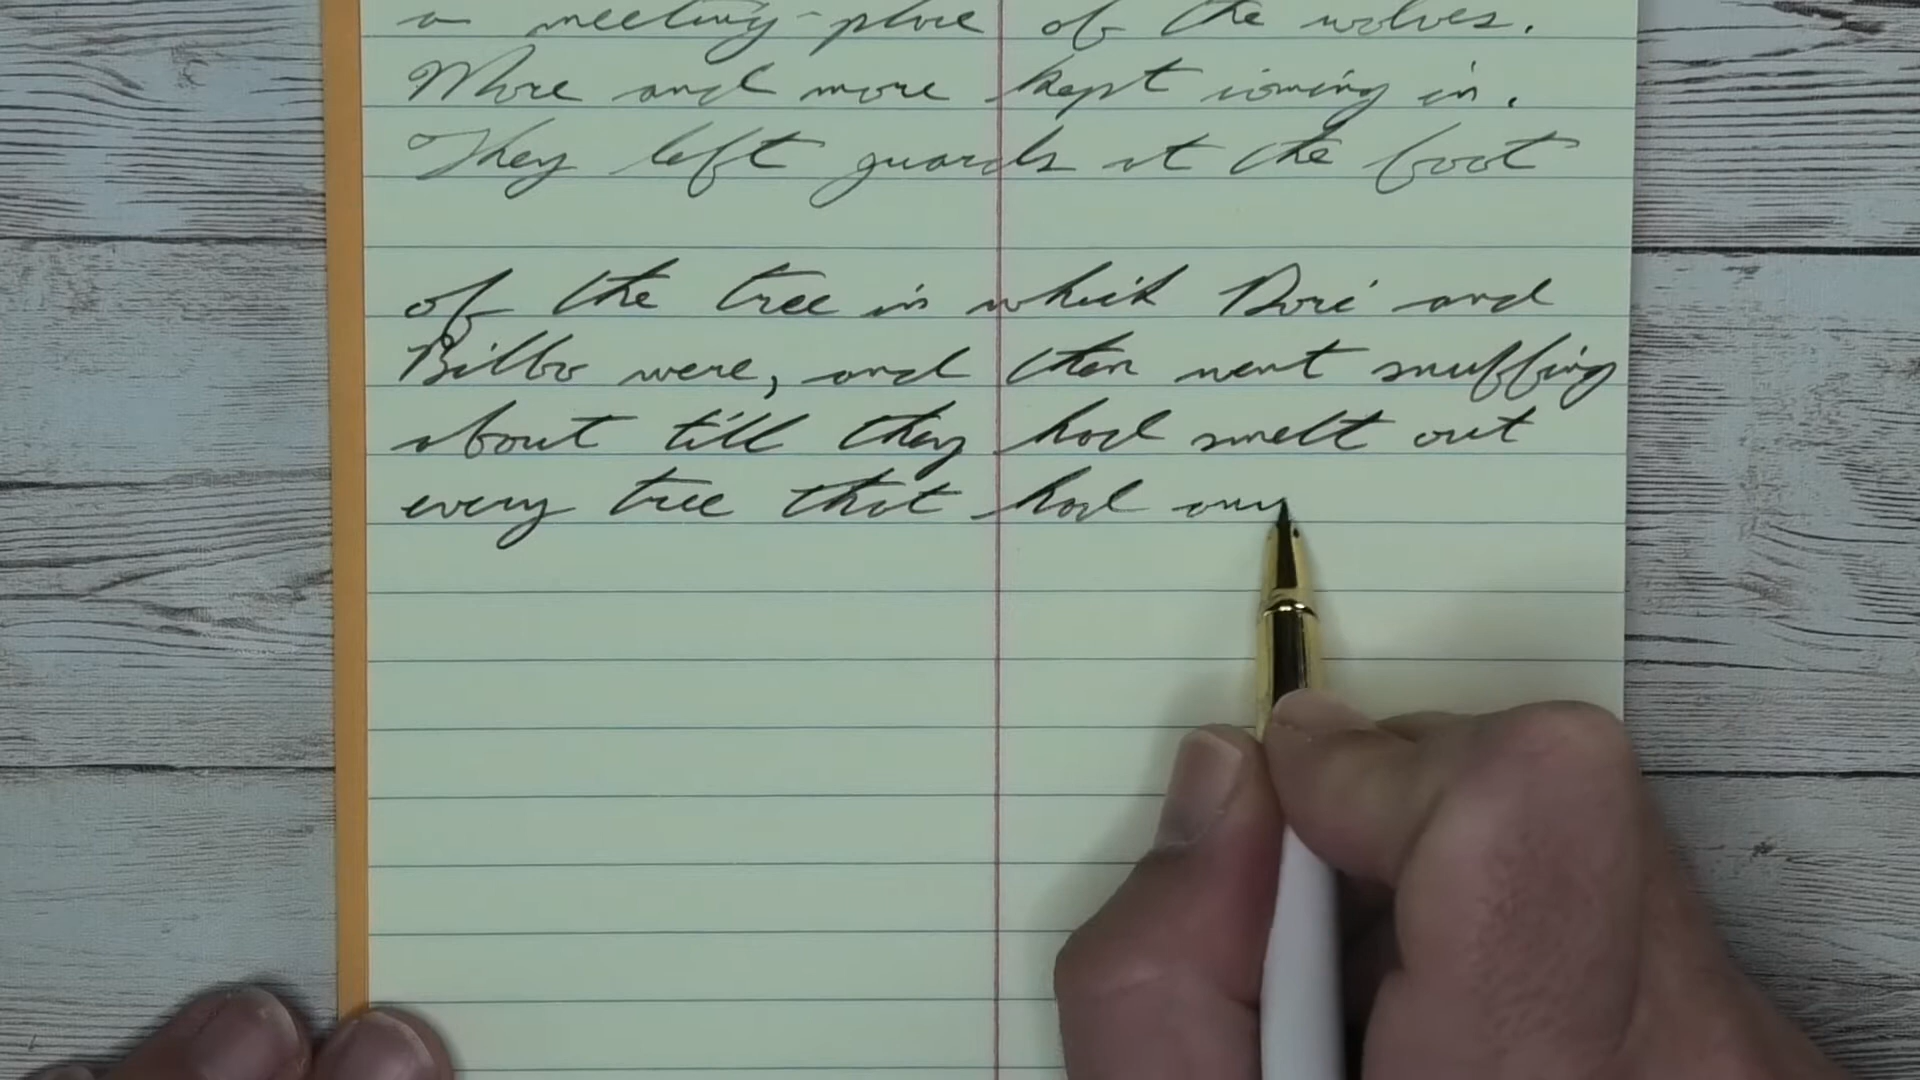 a meeting-place of the wolves.
More and more kept coming in.
They left guards at the foot
of the tree in which Dori and
Bilbo were, and then went snuffling
about till they had smelt out
every tree that had any